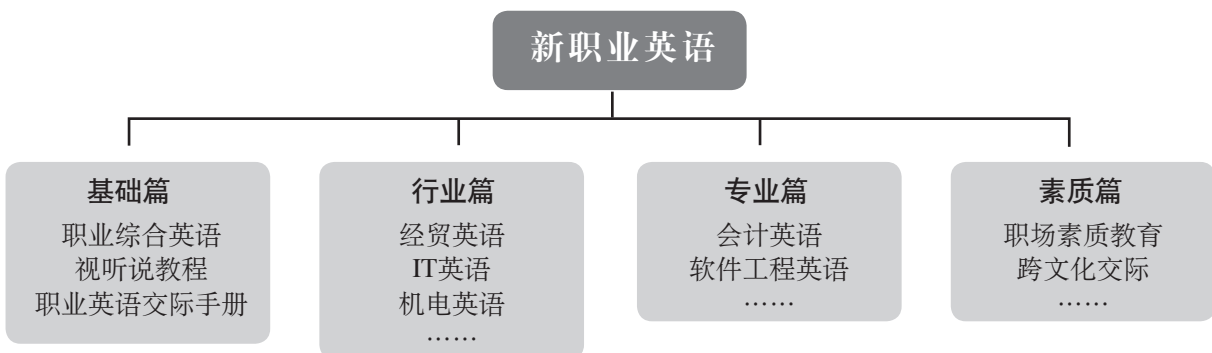 新职业英语
基础篇
职业综合英语
视听说教程
职业英语交际手册
行业篇
经贸英语
IT英语
机电英语
……
专业篇
会计英语
软件工程英语
……
素质篇
职场素质教育
跨文化交际
……